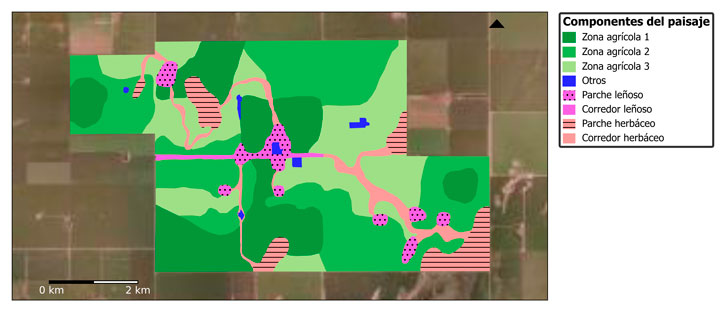 Componentes del paisaje
Zona agrícola 1
Zona agrícola 2
Zona agrícola 3
Otros
Parche leñoso
Corredor leñoso
Parche herbáceo
Corredor herbáceo
0 km 2 km